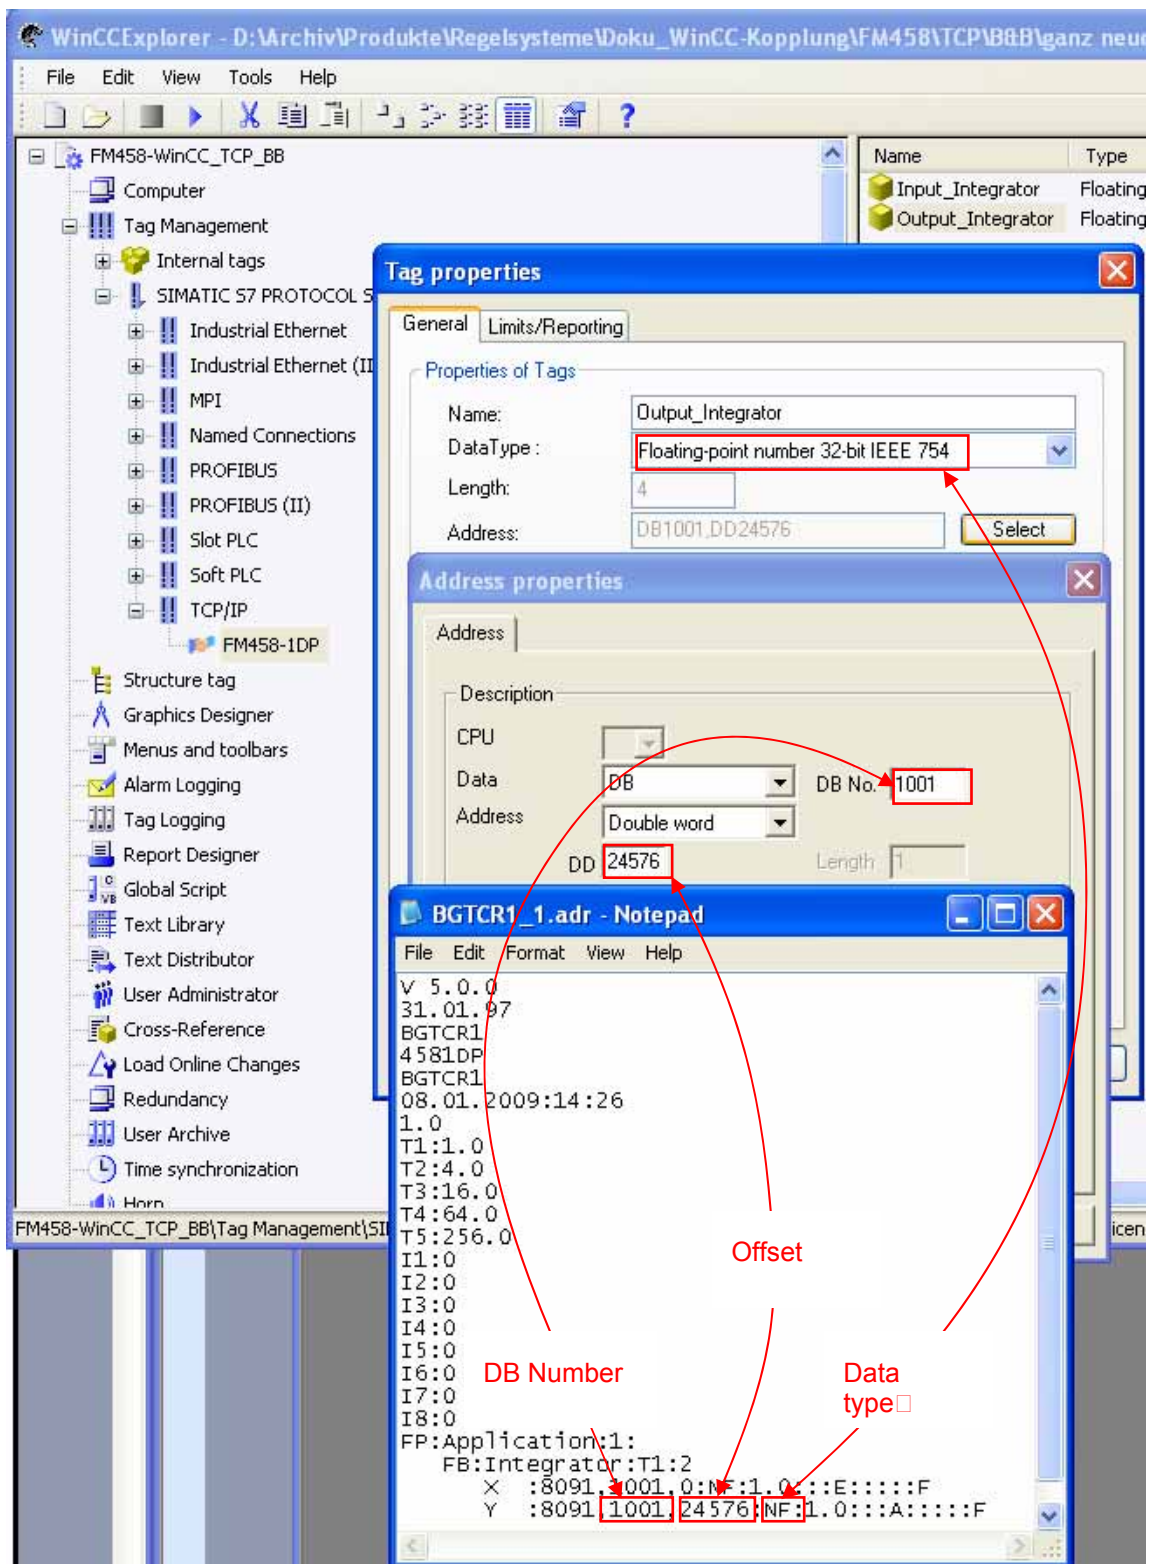 WinCCExplorer - D:\Archiv\Produkte\Regelsysteme\Doku_WinCC-Kopplung\FM458\TCP\B&B\ganz neue
File Edit View Tools Help
FM458-WinCC_TCP_BB
Computer
Tag Management
Internal tags
SIMATIC S7 PROTOCOL S
Industrial Ethernet
Industrial Ethernet (II
MPI
Named Connections
PROFIBUS
PROFIBUS (II)
Slot PLC
Soft PLC
TCP/IP
FM458-1DP
Structure tag
Graphics Designer
Menus and toolbars
Alarm Logging
Tag Logging
Report Designer
Global Script
Text Library
Text Distributor
User Administrator
Cross-Reference
Load Online Changes
Redundancy
User Archive
Time synchronization
Horn
FM458-WinCC_TCP_BB\Tag Management\SI
icen
Name Type
Input_Integrator Floating
Output_Integrator Floating
Tag properties
General Limits/Reporting
Properties of Tags
Name: Output_Integrator
DataType : Floating-point number 32-bit IEEE 754
Length: 4
Address: DB1001,DD24576 Select
Address properties
Address
Description
CPU
Data DB DB No. 1001
Address Double word
DD 24576 Length 1
BGTCR1_1.adr - Notepad
File Edit Format View Help
V 5.0.0
31.01.97
BGTCR1
4581DP
BGTCR1
08.01.2009:14:26
1.0
T1:1.0
T2:4.0
T3:16.0
T4:64.0
T5:256.0
I1:0
I2:0
I3:0
I4:0
I5:0
I6:0
I7:0
I8:0
FP:Application:1:
FB:Integrator:T1:2
X :8091,1001,0:NF:1.0:::E:::::F
Y :8091,1001,24576:NF:1.0:::A:::::F
Offset
DB Number
Data
type